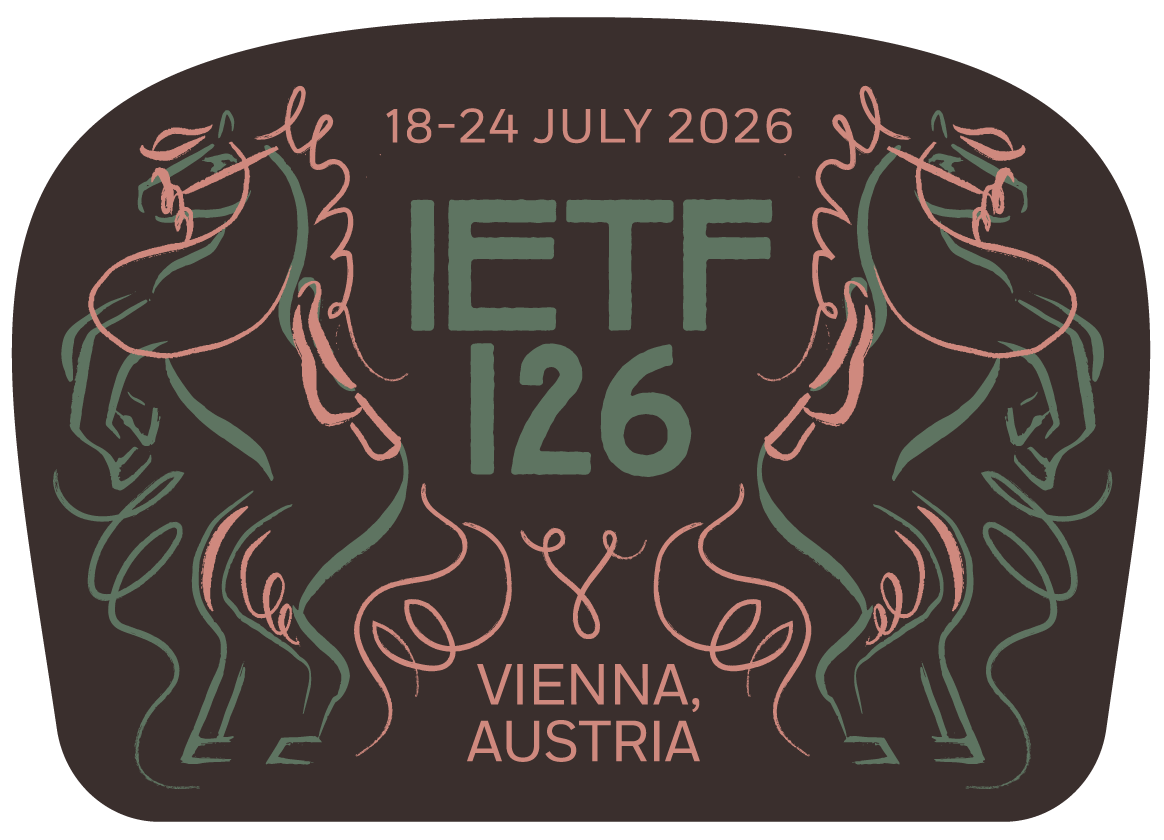 18-24 JULY 2026
IETF
126
VIENNA,
AUSTRIA